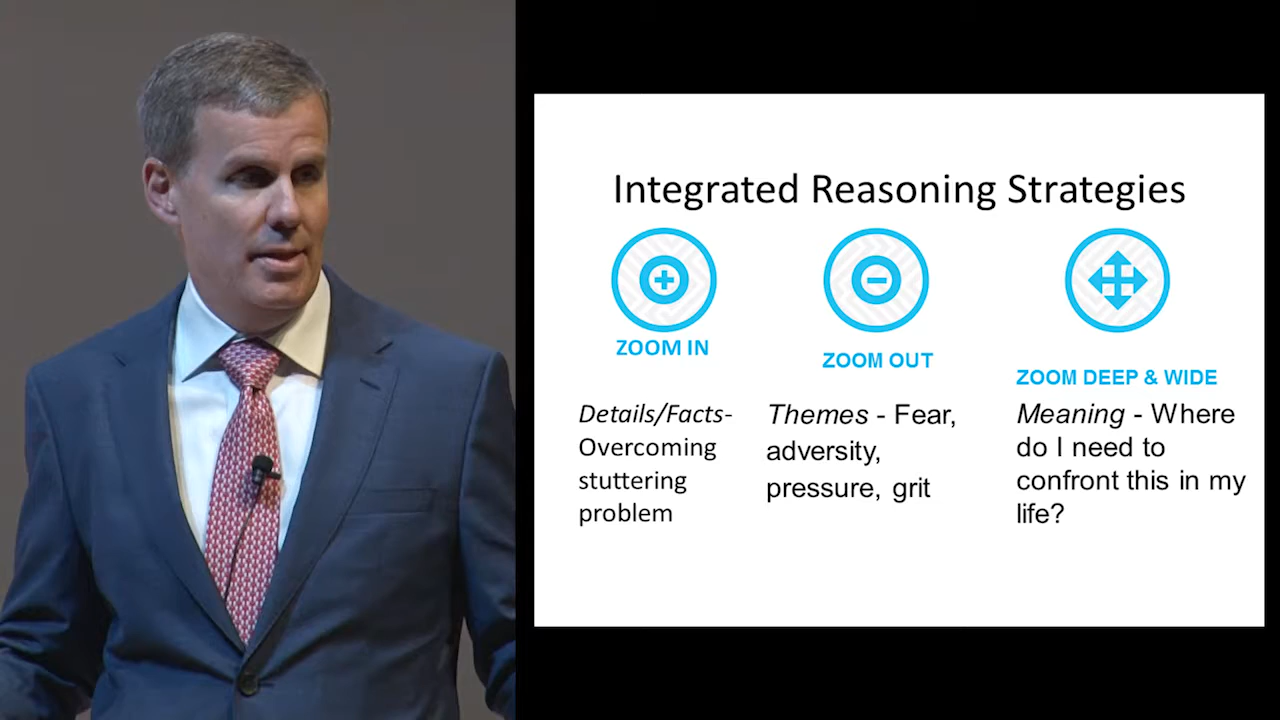 Integrated Reasoning Strategies
ZOOM IN
Details/Facts-
Overcoming
stuttering
problem
ZOOM OUT
Themes - Fear,
adversity,
pressure, grit
ZOOM DEEP & WIDE
Meaning - Where
do I need to
confront this in my
life?